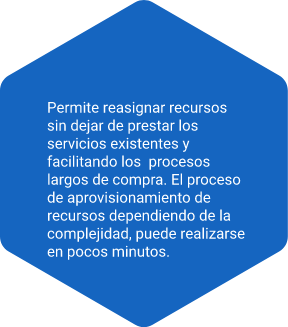 Permite reasignar recursos
sin dejar de prestar los
servicios existentes y
facilitando los  procesos
largos de compra. El proceso
de aprovisionamiento de
recursos dependiendo de la
complejidad, puede realizarse
en pocos minutos.